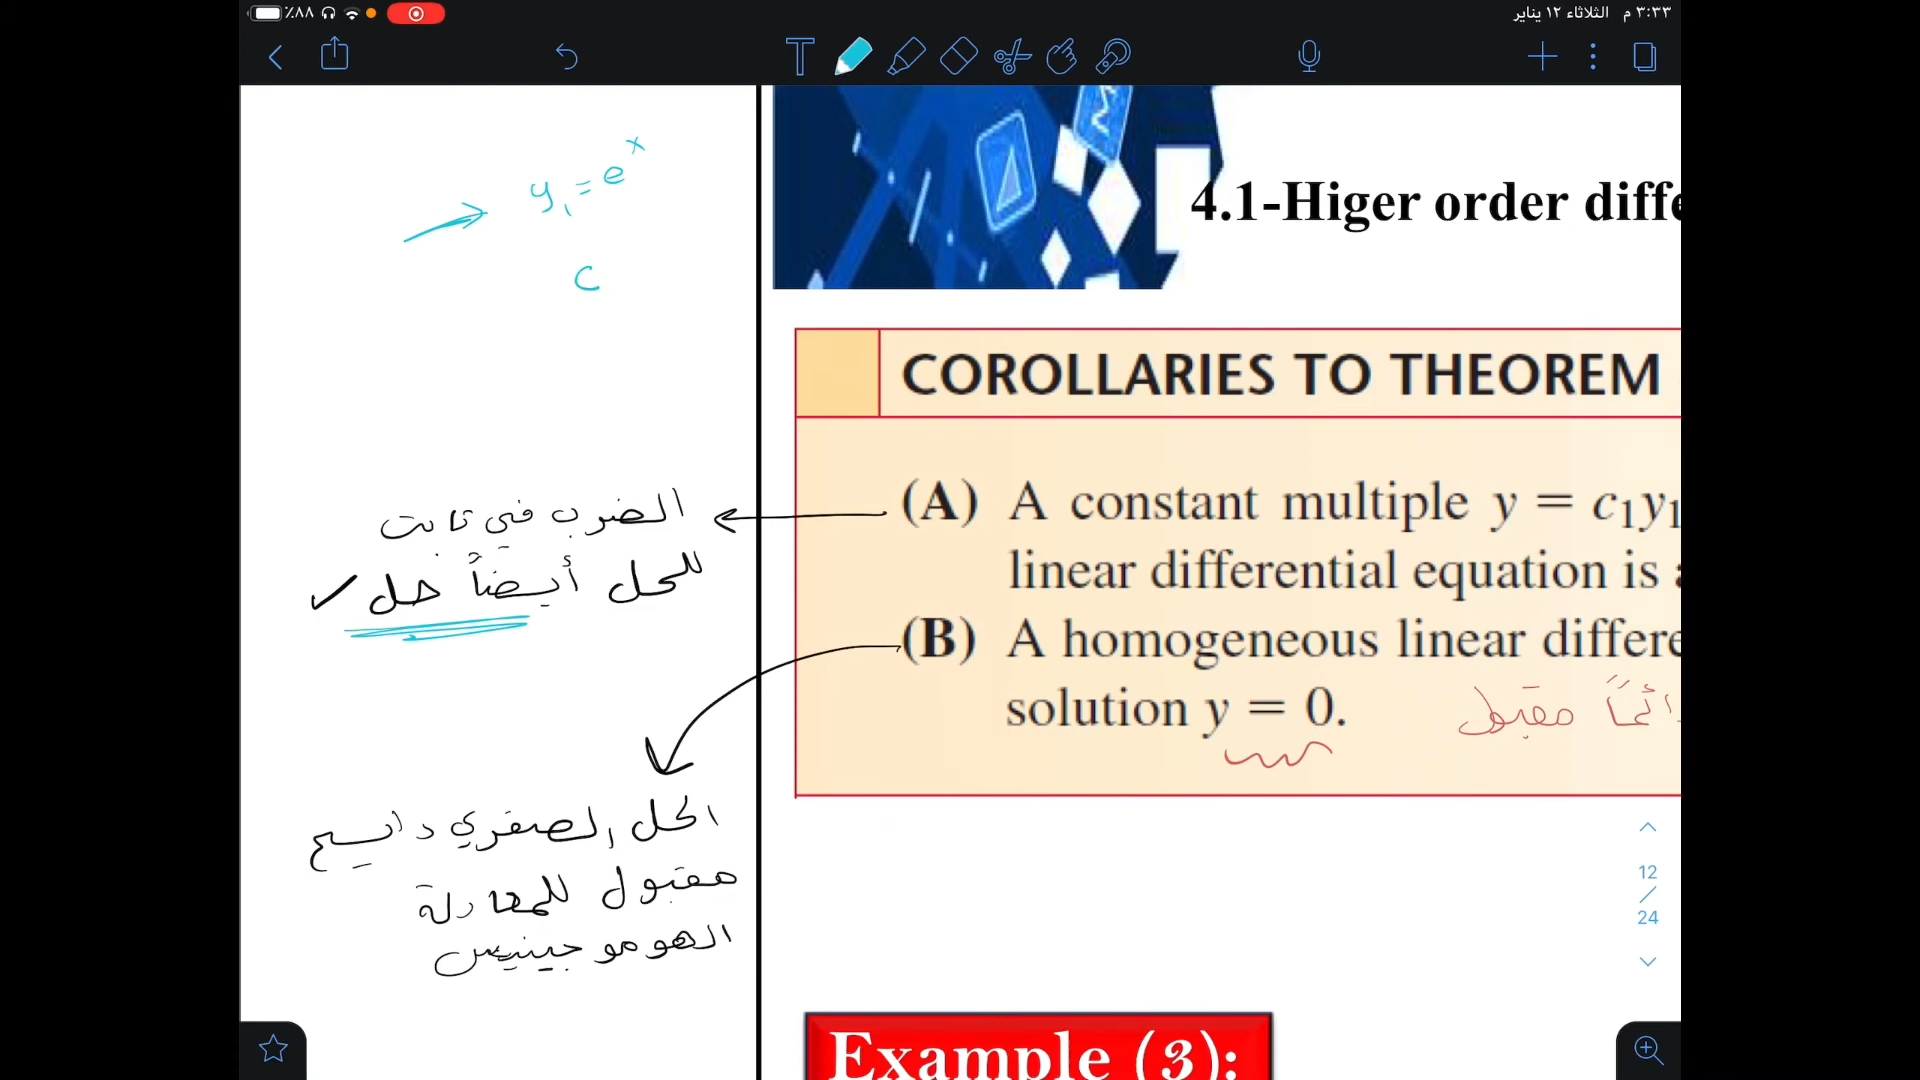 ٪٨٨
٣:٣٣ م الثلاثاء ١٢ يناير
T
y₁ = eˣ
c
4.1-Higer order diffe
COROLLARIES TO THEOREM
(A) A constant multiple y = c₁y₁
linear differential equation is
(B) A homogeneous linear differe
solution y = 0.
مقبول
الضرب في ثابت
للحل أيضاً حل ✓
الحل الصفري دايمح
مقبول للمعادلة
الهوموجينيس
12
/
24
Example (3):